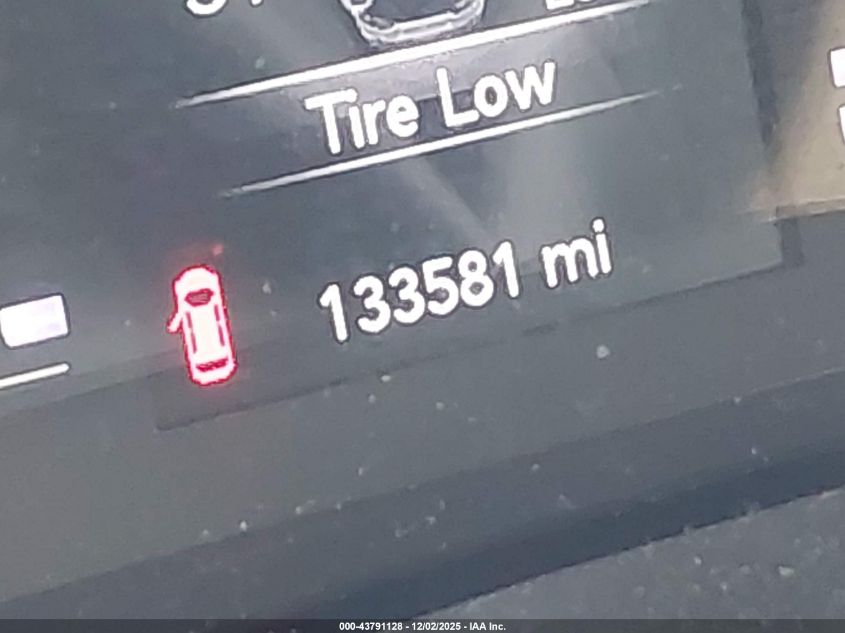 Tire Low
133581 mi
000-43791128 - 12/02/2025 - IAA Inc.